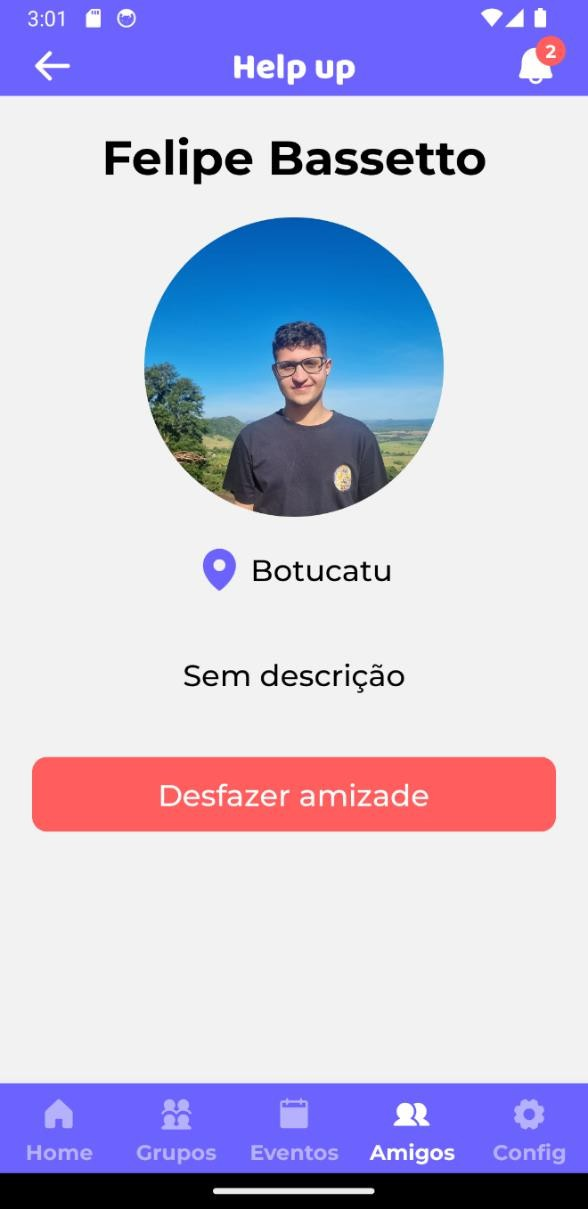 3:01
Help up
2
Felipe Bassetto
Botucatu
Sem descrição
Desfazer amizade
Home Grupos Eventos Amigos Config